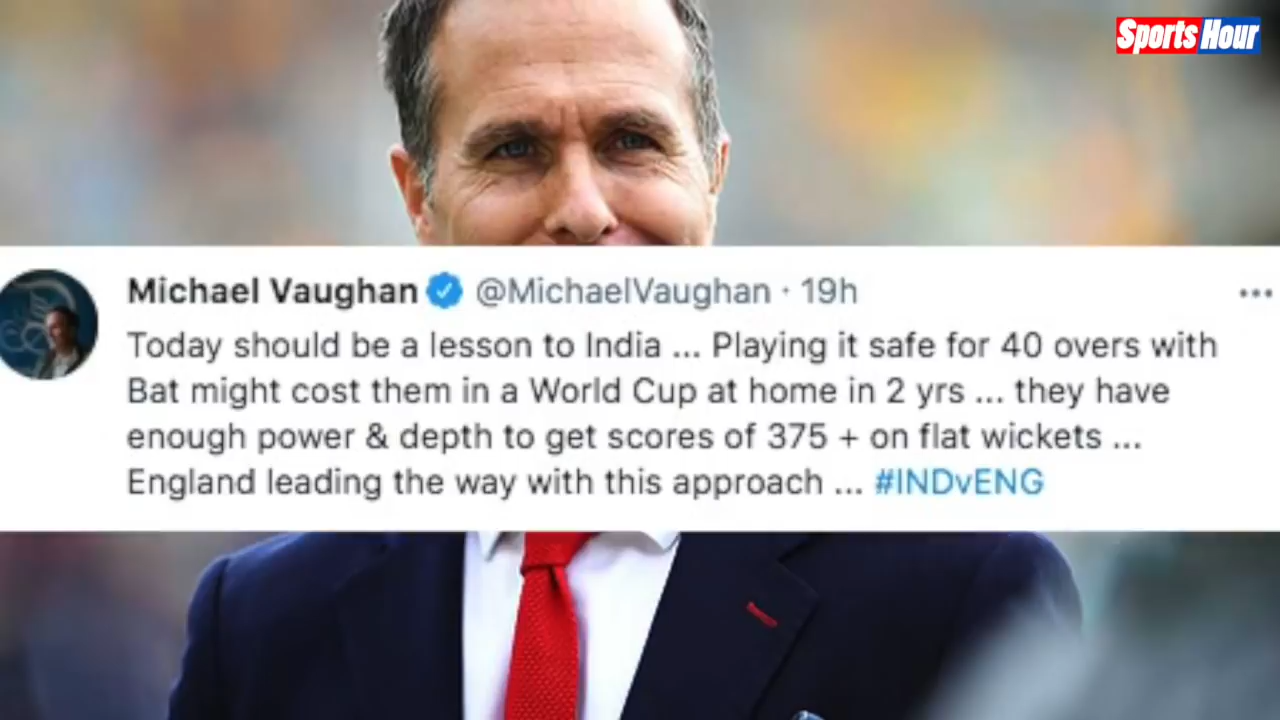 Sports Hour
Michael Vaughan @MichaelVaughan · 19h
Today should be a lesson to India ... Playing it safe for 40 overs with
Bat might cost them in a World Cup at home in 2 yrs ... they have
enough power & depth to get scores of 375 + on flat wickets ...
England leading the way with this approach ... #INDvENG